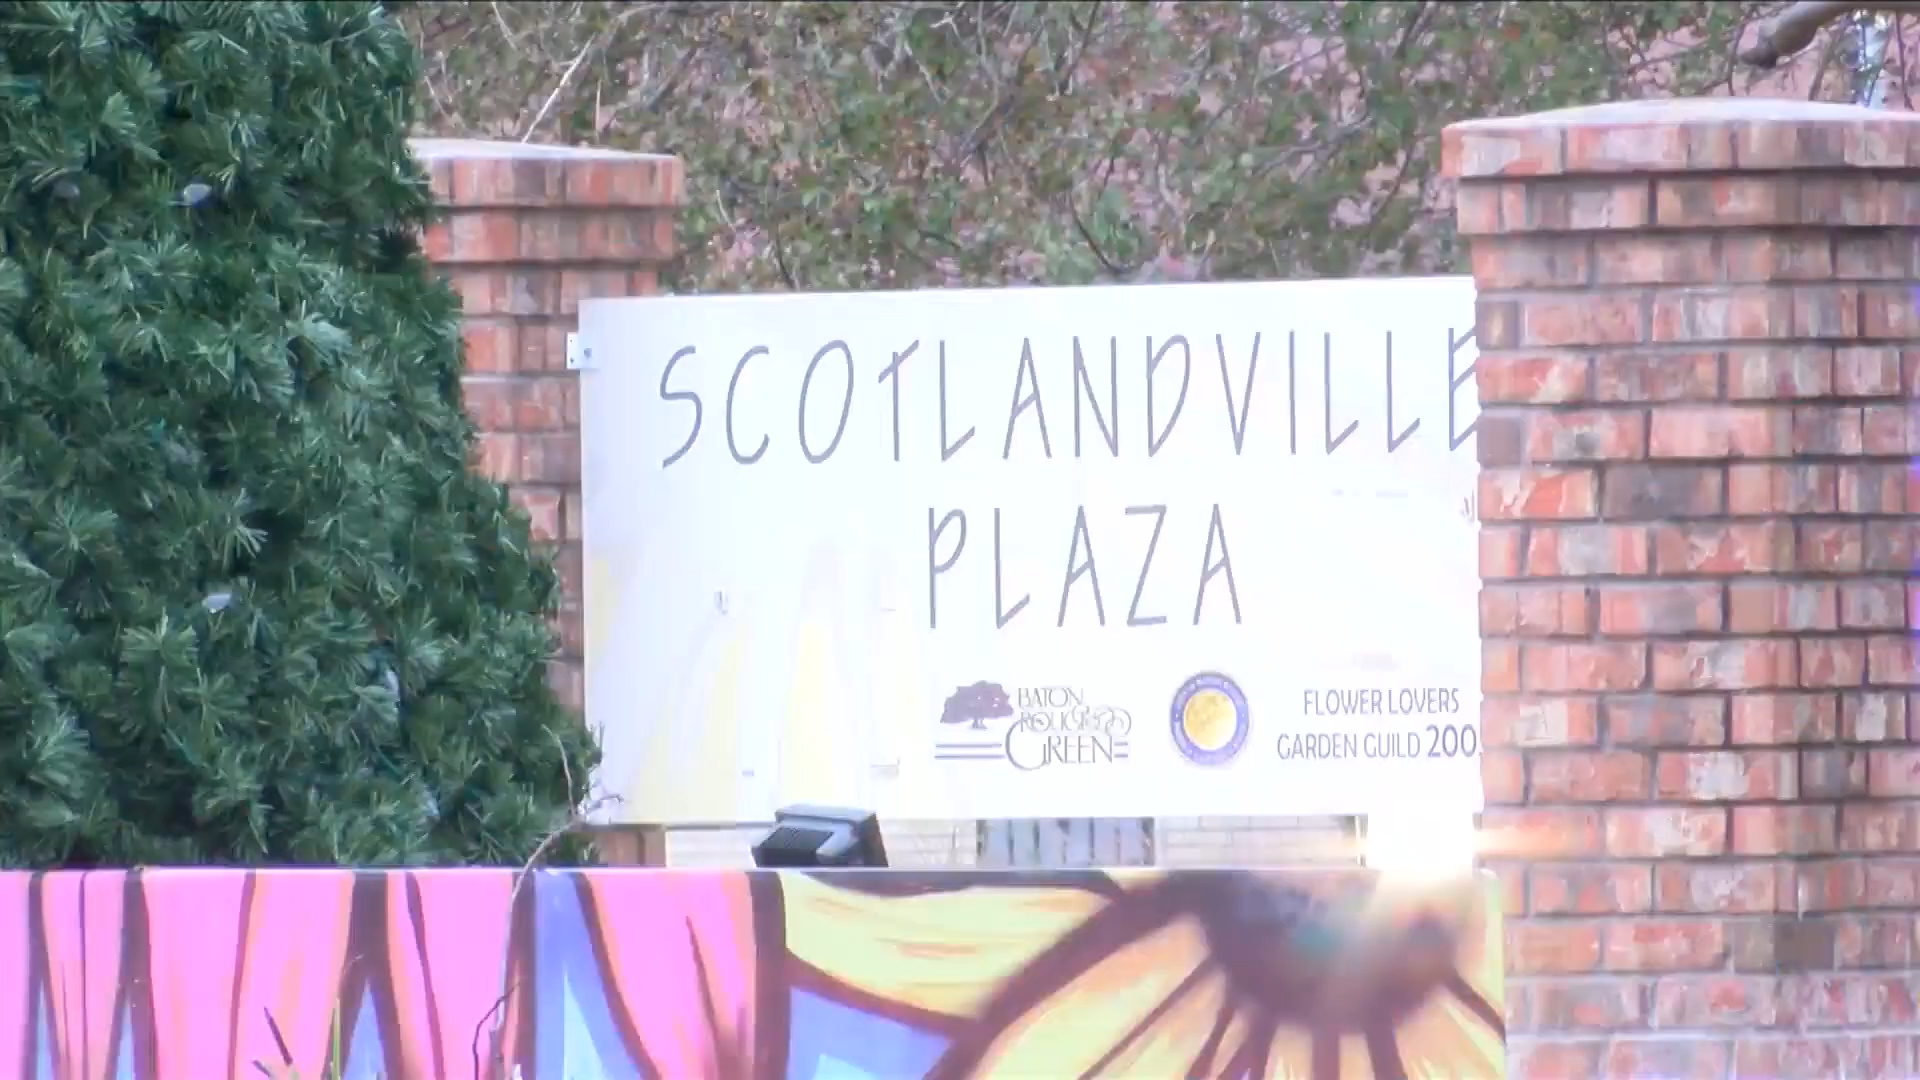 SCOTLANDVILLE
PLAZA
BATON
ROUGE
GREEN
FLOWER LOVERS
GARDEN GUILD 200